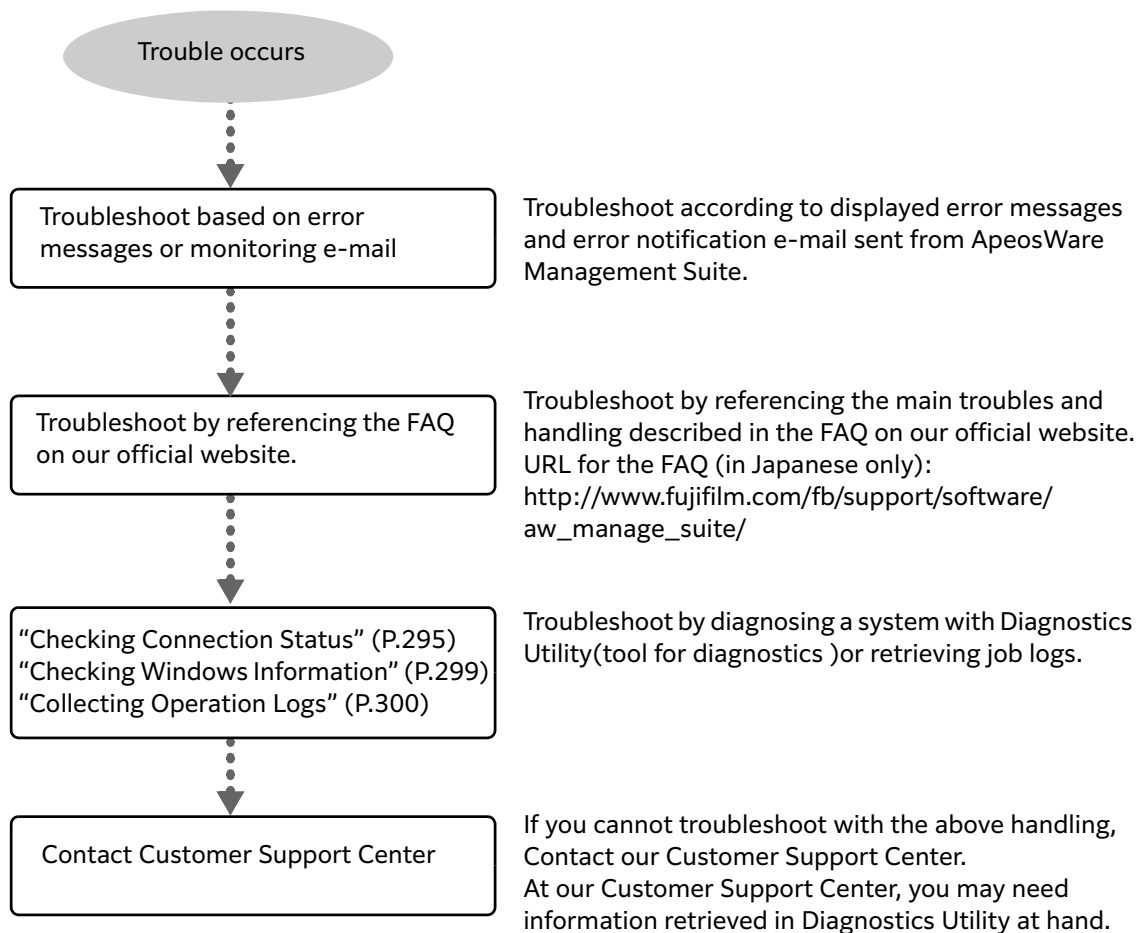 Trouble occurs
Troubleshoot based on error
messages or monitoring e-mail
Troubleshoot according to displayed error messages
and error notification e-mail sent from ApeosWare
Management Suite.
Troubleshoot by referencing the FAQ
on our official website.
Troubleshoot by referencing the main troubles and
handling described in the FAQ on our official website.
URL for the FAQ (in Japanese only):
http://www.fujifilm.com/fb/support/software/
aw_manage_suite/
“Checking Connection Status” (P.295)
“Checking Windows Information” (P.299)
“Collecting Operation Logs” (P.300)
Troubleshoot by diagnosing a system with Diagnostics
Utility(tool for diagnostics )or retrieving job logs.
Contact Customer Support Center
If you cannot troubleshoot with the above handling,
Contact our Customer Support Center.
At our Customer Support Center, you may need
information retrieved in Diagnostics Utility at hand.